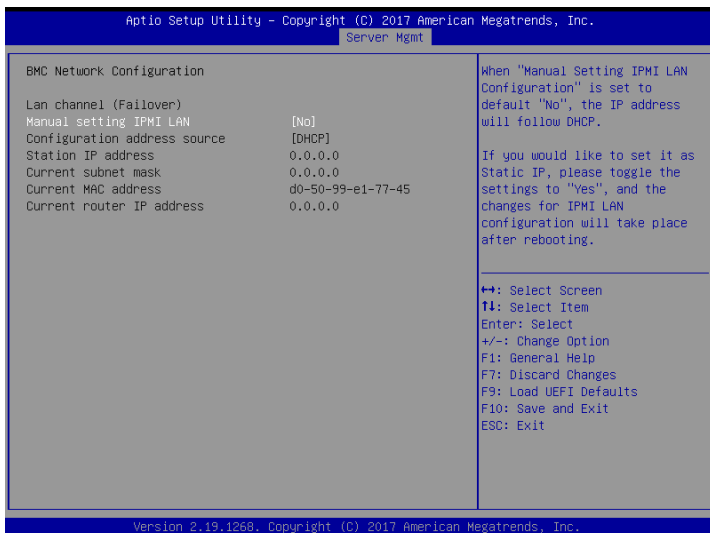 Aptio Setup Utility – Copyright (C) 2017 American Megatrends, Inc.
Server Mgmt
BMC Network Configuration
Lan channel (Failover)
Manual setting IPMI LAN [No]
Configuration address source [DHCP]
Station IP address 0.0.0.0
Current subnet mask 0.0.0.0
Current MAC address d0-50-99-e1-77-45
Current router IP address 0.0.0.0
When "Manual Setting IPMI LAN
Configuration" is set to
default "No", the IP address
will follow DHCP.
If you would like to set it as
Static IP, please toggle the
settings to "Yes", and the
changes for IPMI LAN
configuration will take place
after rebooting.
↔: Select Screen
↑↓: Select Item
Enter: Select
+/-: Change Option
F1: General Help
F7: Discard Changes
F9: Load UEFI Defaults
F10: Save and Exit
ESC: Exit
Version 2.19.1268. Copyright (C) 2017 American Megatrends, Inc.